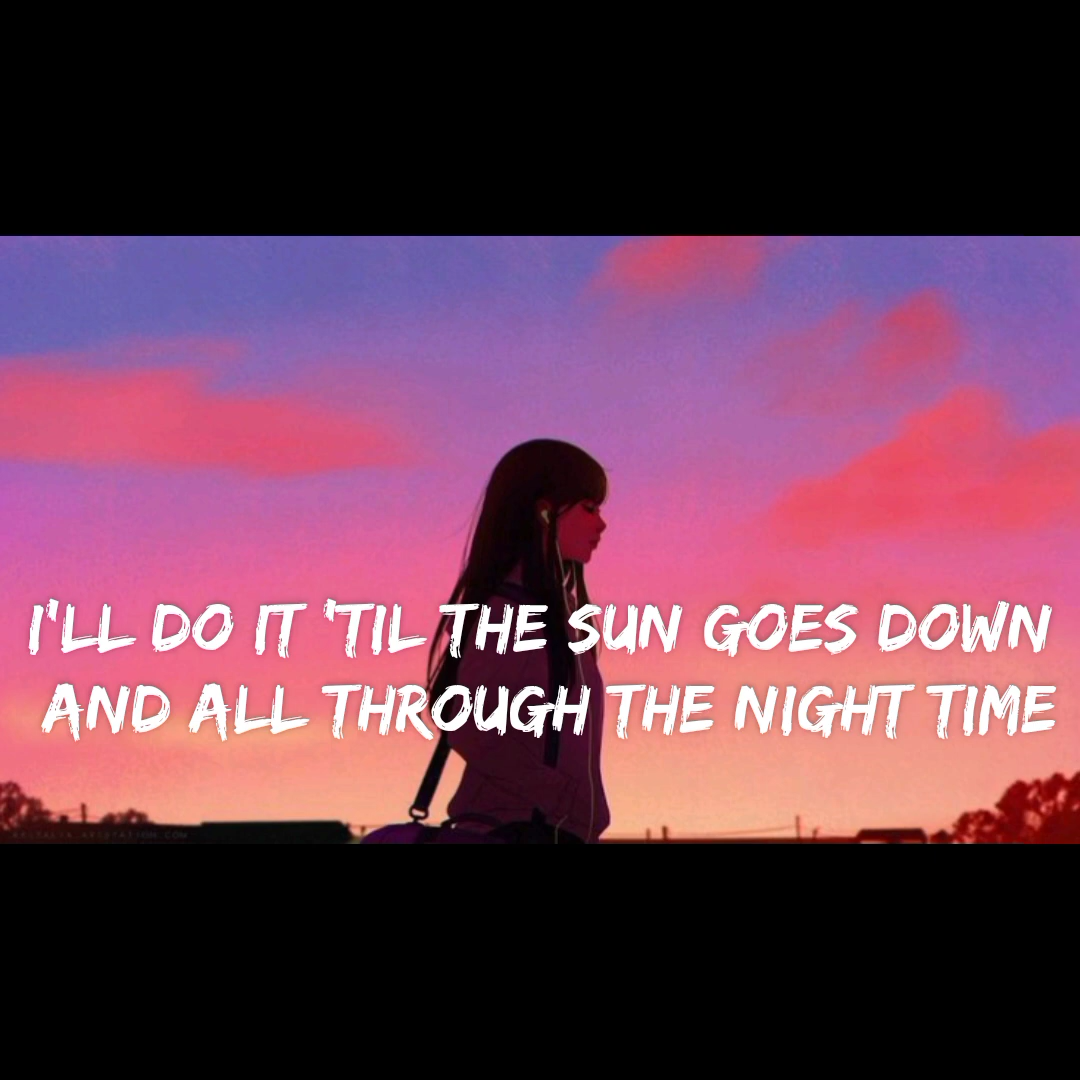 I'LL DO IT 'TIL THE SUN GOES DOWN
AND ALL THROUGH THE NIGHT TIME